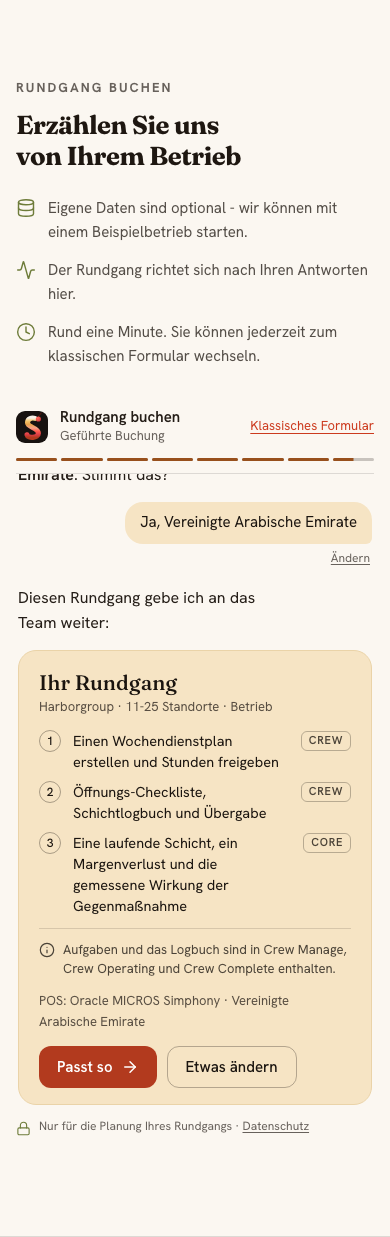 RUNDGANG BUCHEN
Erzählen Sie uns
von Ihrem Betrieb
Eigene Daten sind optional - wir können mit
einem Beispielbetrieb starten.
Der Rundgang richtet sich nach Ihren Antworten
hier.
Rund eine Minute. Sie können jederzeit zum
klassischen Formular wechseln.
Rundgang buchen
Geführte Buchung
Klassisches Formular
Emirate. Stimmt das?
Ja, Vereinigte Arabische Emirate
Ändern
Diesen Rundgang gebe ich an das
Team weiter:
Ihr Rundgang
Harborgroup · 11-25 Standorte · Betrieb
1 Einen Wochendienstplan CREW
erstellen und Stunden freigeben
2 Öffnungs-Checkliste, CREW
Schichtlogbuch und Übergabe
3 Eine laufende Schicht, ein CORE
Margenverlust und die
gemessene Wirkung der
Gegenmaßnahme
Aufgaben und das Logbuch sind in Crew Manage,
Crew Operating und Crew Complete enthalten.
POS: Oracle MICROS Simphony · Vereinigte
Arabische Emirate
Passt so →
Etwas ändern
Nur für die Planung Ihres Rundgangs · Datenschutz